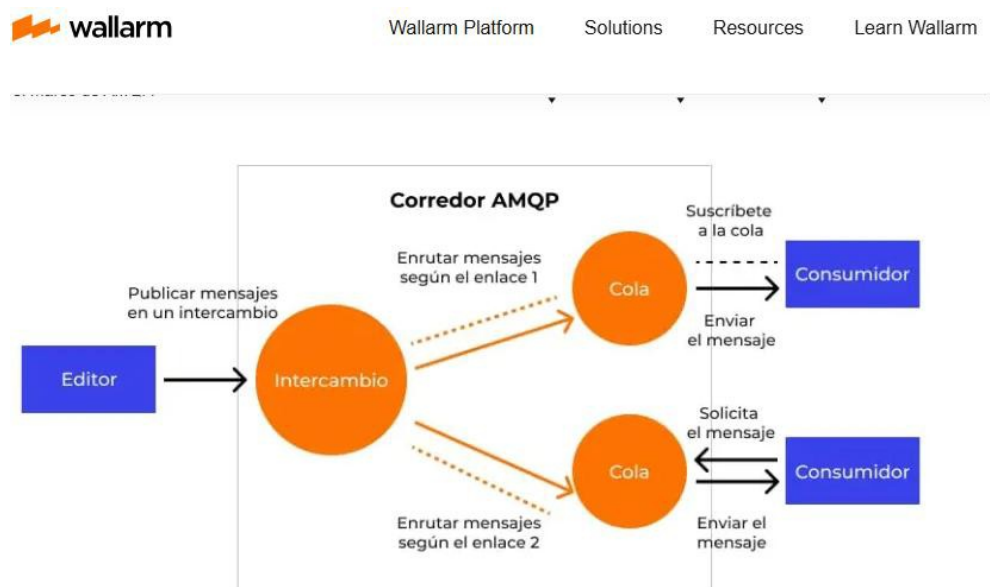 wallarm
Wallarm Platform
Solutions
Resources
Learn Wallarm
Corredor AMQP
Suscríbete
a la cola
Enrutar mensajes
según el enlace 1
Cola
Consumidor
Publicar mensajes
en un intercambio
Enviar
el mensaje
Editor
Intercambio
Solicita
el mensaje
Cola
Consumidor
Enrutar mensajes
según el enlace 2
Enviar el
mensaje